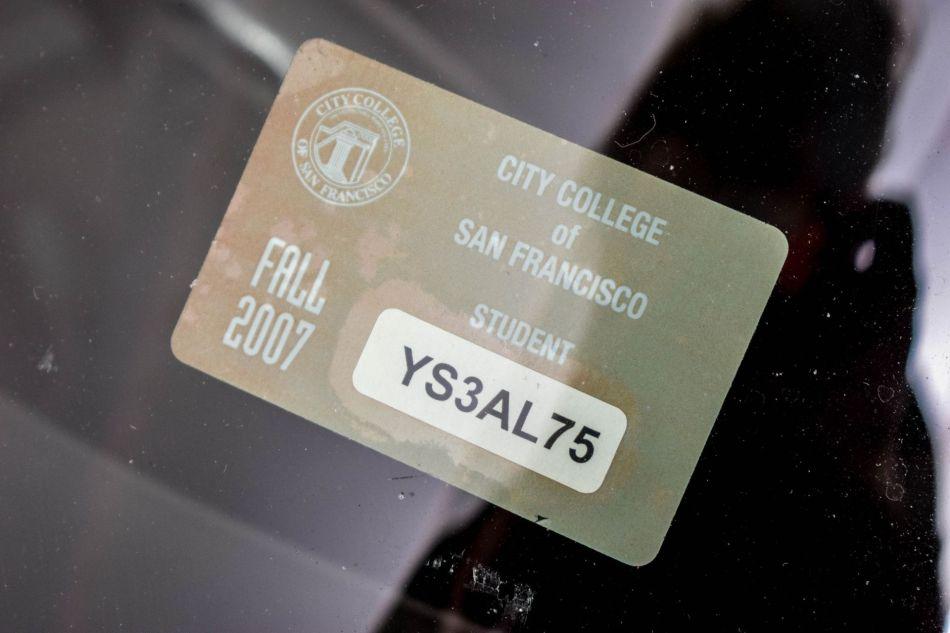 CITY COLLEGE
OF SAN FRANCISCO
CITY COLLEGE
of
SAN FRANCISCO
STUDENT
FALL
2007
YS3AL75